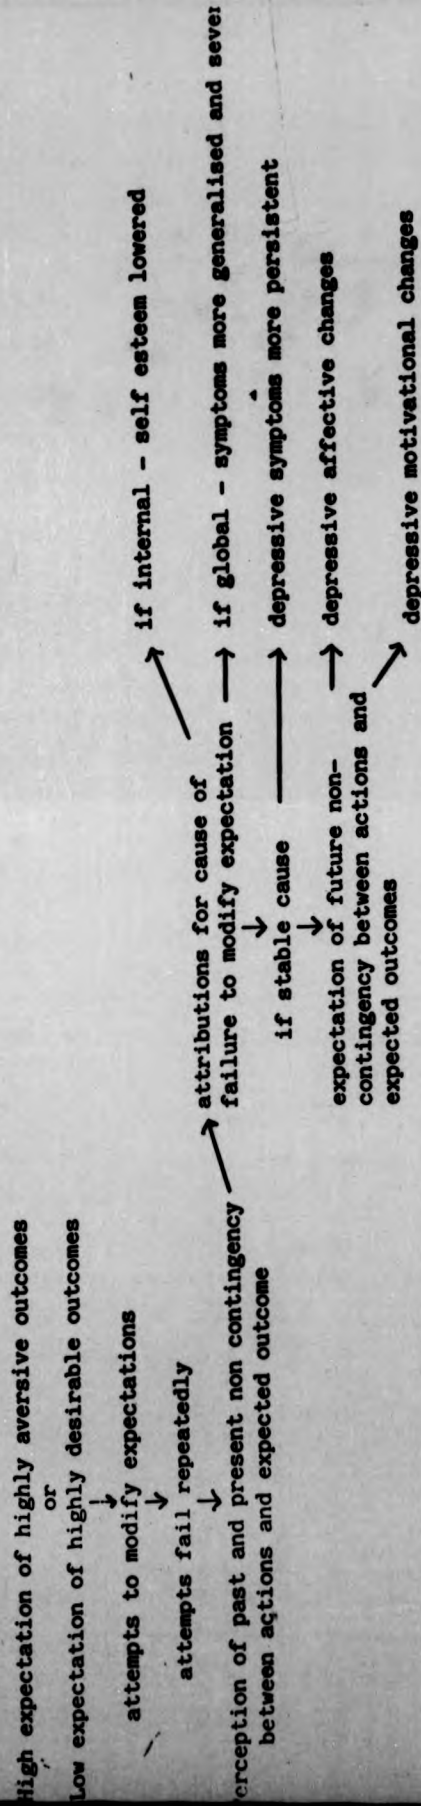 High expectation of highly aversive outcomes
or
Low expectation of highly desirable outcomes
↓
attempts to modify expectations
↓
attempts fail repeatedly
↓
erception of past and present non contingency
between actions and expected outcome
attributions for cause of
failure to modify expectation
↓
if stable cause
↓
expectation of future non-
contingency between actions and
expected outcomes
if internal - self esteem lowered
if global - symptoms more generalised and sever
depressive symptoms more persistent
depressive affective changes
depressive motivational changes